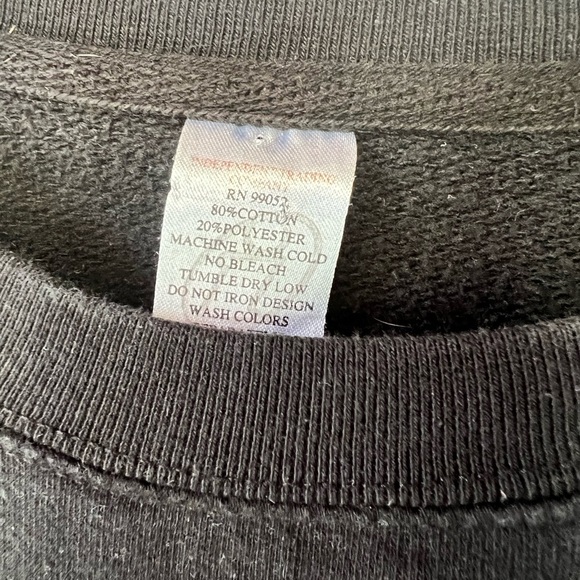 INDEPENDENT TRADING
COMPANY
RN 99052
80%COTTON
20%POLYESTER
MACHINE WASH COLD
NO BLEACH
TUMBLE DRY LOW
DO NOT IRON DESIGN
WASH COLORS